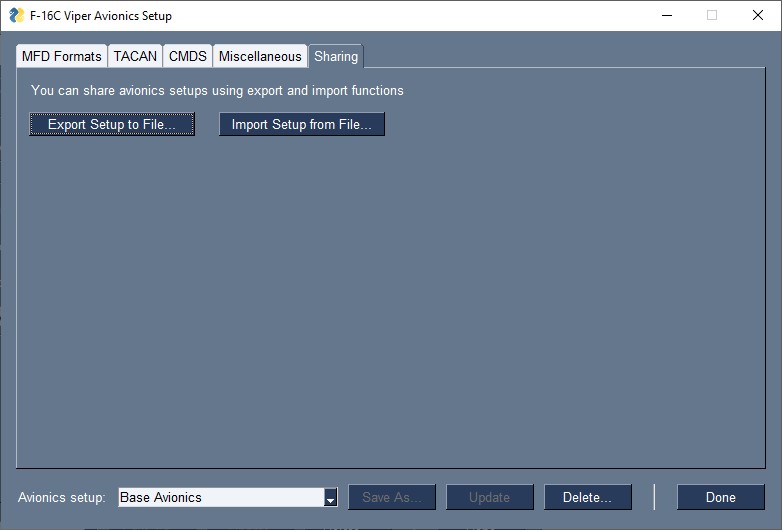 F-16C Viper Avionics Setup
MFD Formats TACAN CMDS Miscellaneous Sharing
You can share avionics setups using export and import functions
Export Setup to File... Import Setup from File...
Avionics setup: Base Avionics Save As... Update Delete... Done